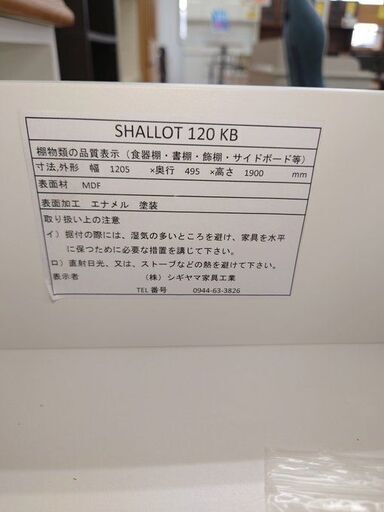 SHALLOT 120 KB
棚物類の品質表示（食器棚・書棚・飾棚・サイドボード等）
寸法,外形 幅 1205 ×奥行 495 ×高さ 1900 mm
表面材 MDF
表面加工 エナメル 塗装
取り扱い上の注意
イ）据付の際には、湿気の多いところを避け、家具を水平
に保つために必要な措置を講じて下さい。
ロ）直射日光、又は、ストーブなどの熱を避けて下さい。
表示者 （株）シギヤマ家具工業
TEL番号 0944-63-3826